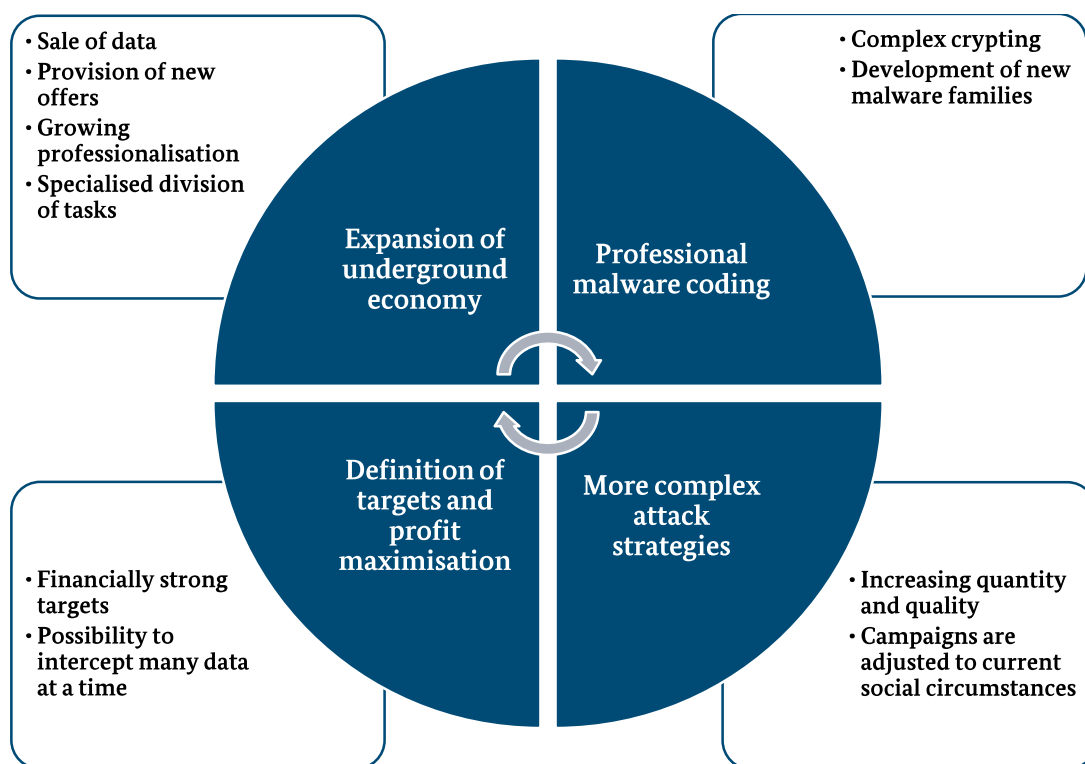 • Sale of data
• Provision of new
offers
• Growing
professionalisation
• Specialised division
of tasks
• Complex crypting
• Development of new
malware families
Expansion of
underground
economy
Professional
malware coding
Definition of
targets and
profit
maximisation
More complex
attack
strategies
• Financially strong
targets
• Possibility to
intercept many data
at a time
• Increasing quantity
and quality
• Campaigns are
adjusted to current
social circumstances